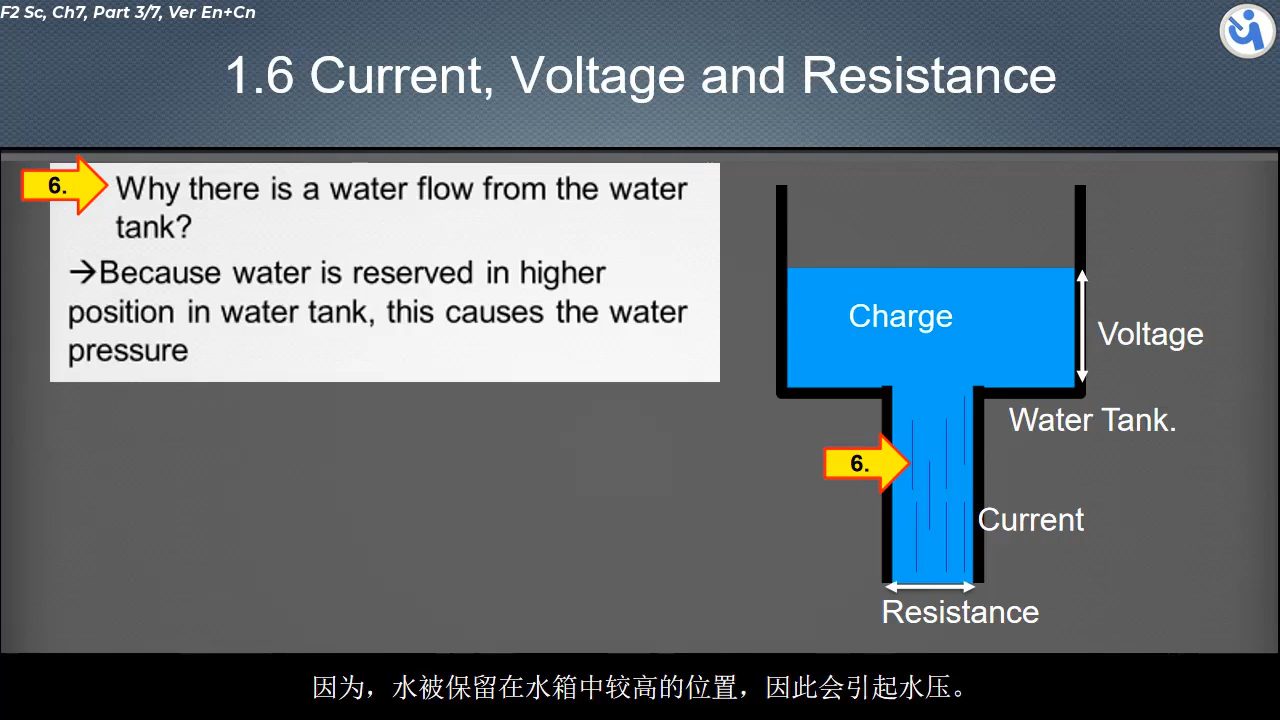 F2 Sc, Ch7, Part 3/7, Ver En+Cn
1.6 Current, Voltage and Resistance
6.
Why there is a water flow from the water
tank?
→Because water is reserved in higher
position in water tank, this causes the water
pressure
Charge
Voltage
Water Tank.
6.
Current
Resistance
因为，水被保留在水箱中较高的位置，因此会引起水压。